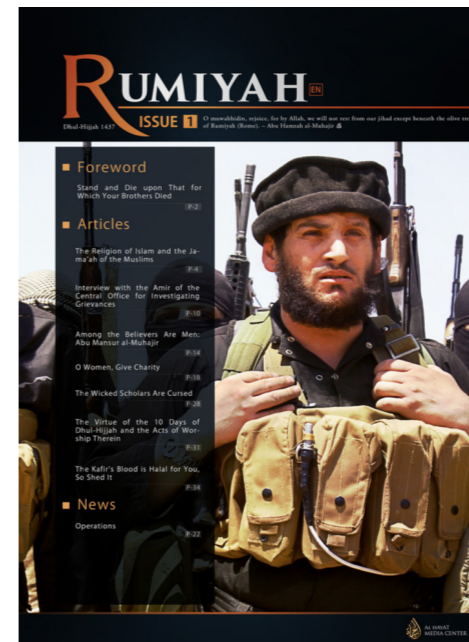 RUMIYAH EN
Dhul-Hijjah 1437
ISSUE 1
O muwahhidin, rejoice, for by Allah, we will not rest from our jihad except beneath the olive
of Rumiyah (Rome). – Abu Hamzah al-Muhajir
Foreword
Stand and Die upon That for
Which Your Brothers Died
P-2
Articles
The Religion of Islam and the Ja-
ma'ah of the Muslims
P-4
Interview with the Amir of the
Central Office for Investigating
Grievances
P-10
Among the Believers Are Men:
Abu Mansur al-Muhajir
P-14
O Women, Give Charity
P-18
The Wicked Scholars Are Cursed
P-28
The Virtue of the 10 Days of
Dhul-Hijjah and the Acts of Wor-
ship Therein
P-31
The Kafir's Blood is Halal for You,
So Shed It
P-34
News
Operations
P-22
AL HAYAT
MEDIA CENTER